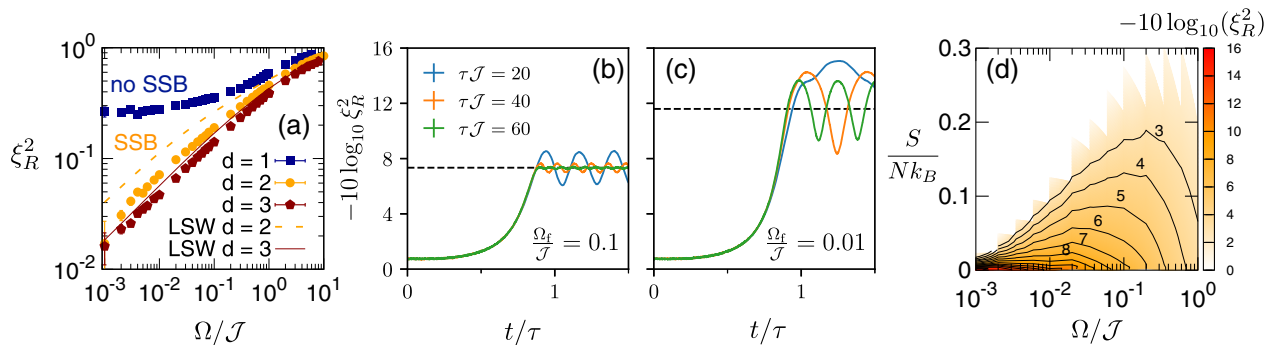 10^0
10^-1
10^-2
ξ_R^2
no SSB
SSB
(a)
d = 1
d = 2
d = 3
LSW d = 2
LSW d = 3
10^-3 10^-2 10^-1 10^0 10^1
Ω/𝒥
16
12
8
4
0
−10 log_10 ξ_R^2
(b)
τ𝒥 = 20
τ𝒥 = 40
τ𝒥 = 60
Ω_f/𝒥 = 0.1
0 1
t/τ
(c)
Ω_f/𝒥 = 0.01
0 1
t/τ
−10 log_10(ξ_R^2)
(d)
0.3
0.2
0.1
0
S/Nk_B
3
4
5
6
7
8
10^-3 10^-2 10^-1 10^0
Ω/𝒥
16
14
12
10
8
6
4
2
0